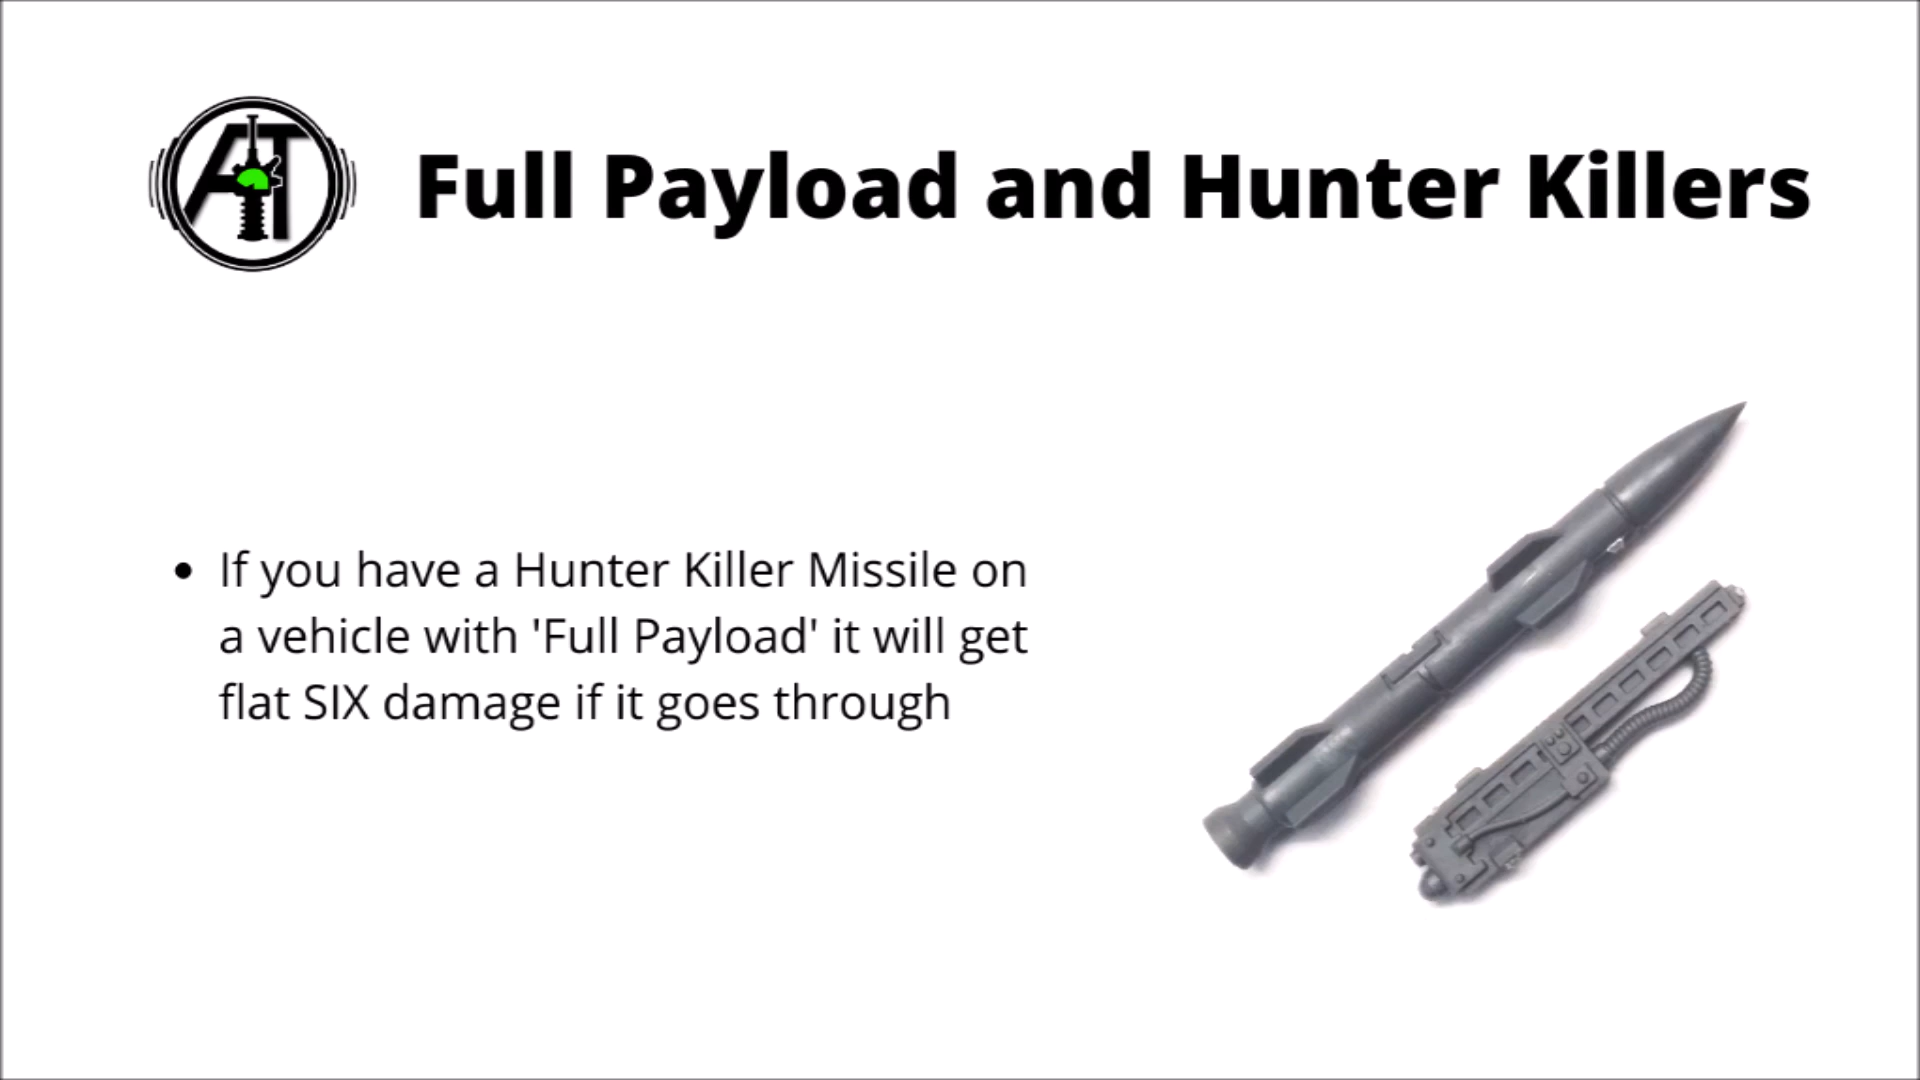 AT
Full Payload and Hunter Killers
• If you have a Hunter Killer Missile on
a vehicle with 'Full Payload' it will get
flat SIX damage if it goes through